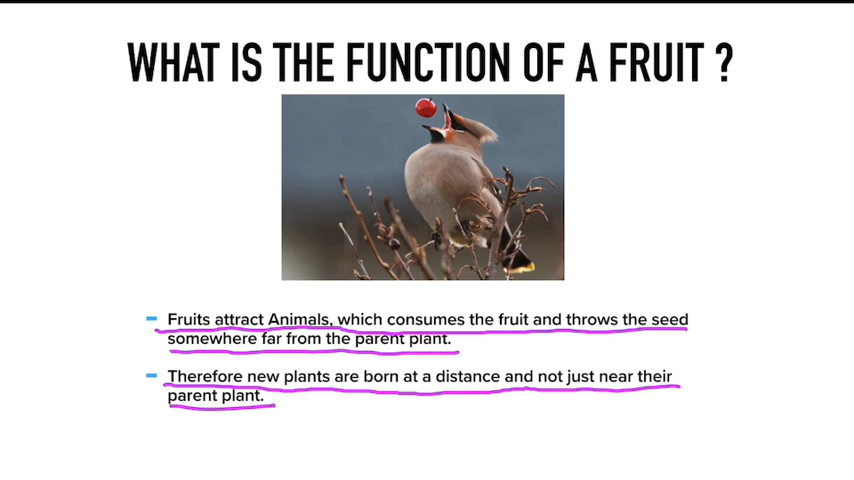 WHAT IS THE FUNCTION OF A FRUIT ?
- Fruits attract Animals, which consumes the fruit and throws the seed
somewhere far from the parent plant.
- Therefore new plants are born at a distance and not just near their
parent plant.